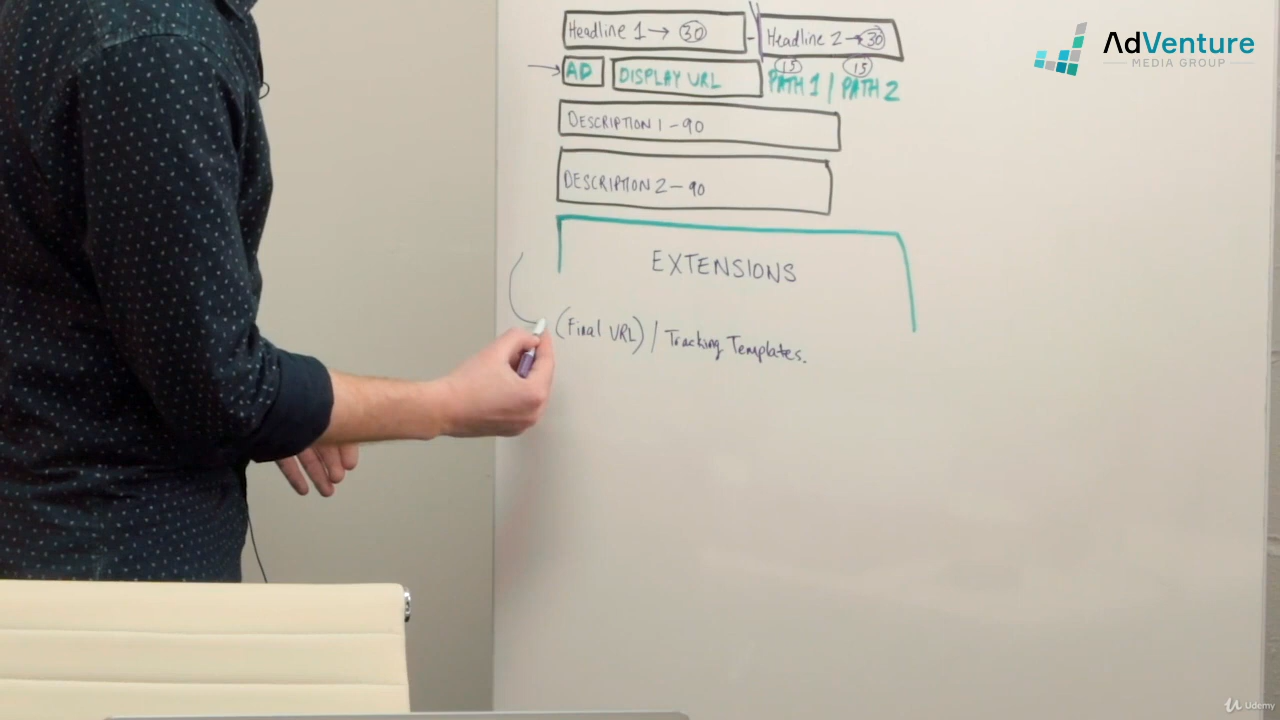 Headline 1 → 30 - Headline 2 → 30
AD DISPLAY URL PATH 1 / PATH 2
15 15
DESCRIPTION 1 - 90
DESCRIPTION 2 - 90
EXTENSIONS
(Final URL) / Tracking Templates.
AdVenture
MEDIA GROUP
Udemy